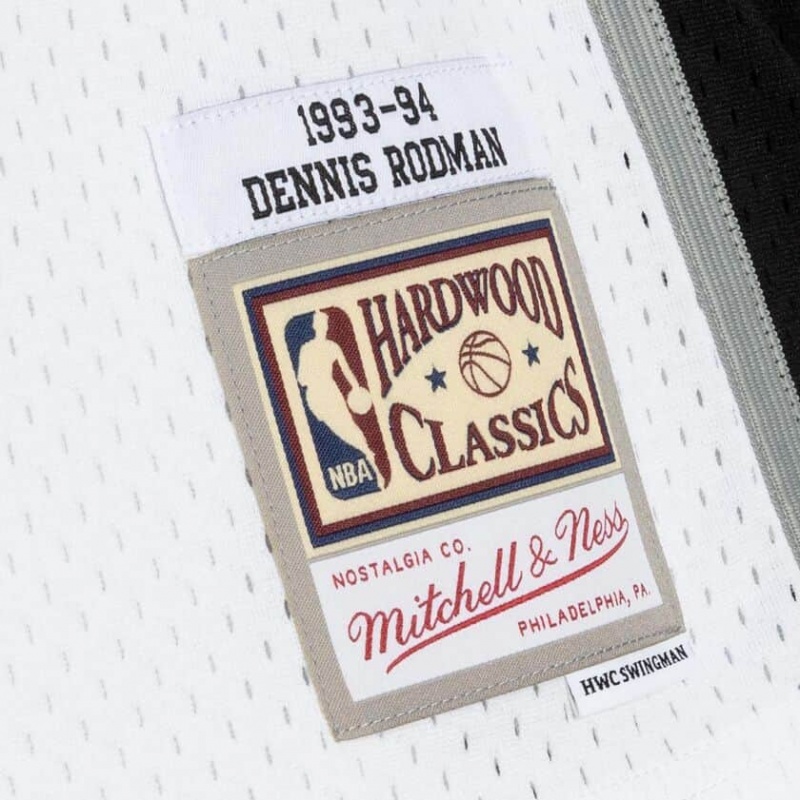 1993-94
DENNIS RODMAN
HARDWOOD
CLASSICS
NBA
NOSTALGIA CO.
Mitchell & Ness
PHILADELPHIA, PA.
HWC SWINGMAN